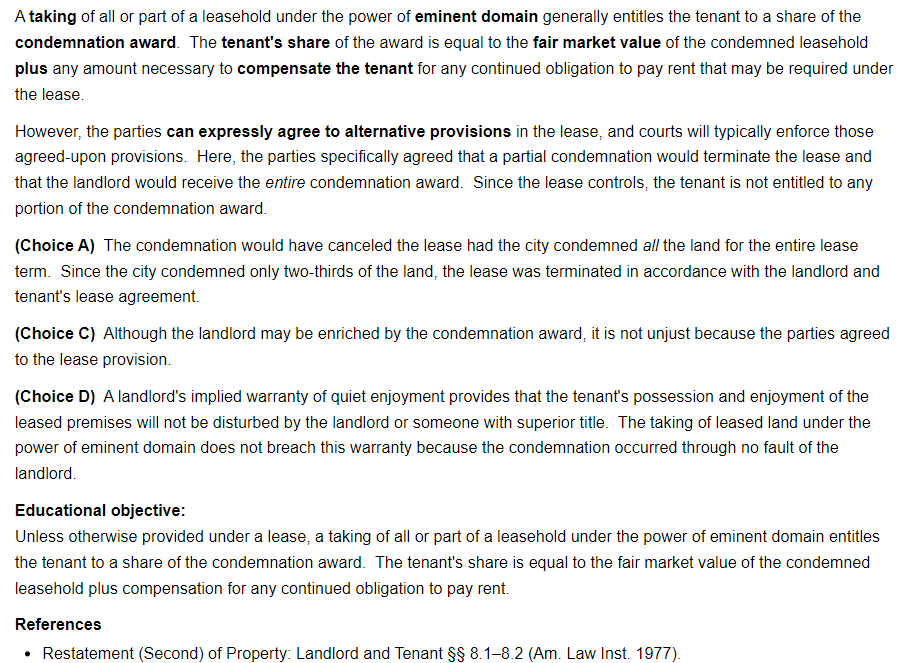 A taking of all or part of a leasehold under the power of eminent domain generally entitles the tenant to a share of the
condemnation award.  The tenant's share of the award is equal to the fair market value of the condemned leasehold
plus any amount necessary to compensate the tenant for any continued obligation to pay rent that may be required under
the lease.
However, the parties can expressly agree to alternative provisions in the lease, and courts will typically enforce those
agreed-upon provisions.  Here, the parties specifically agreed that a partial condemnation would terminate the lease and
that the landlord would receive the entire condemnation award.  Since the lease controls, the tenant is not entitled to any
portion of the condemnation award.
(Choice A)  The condemnation would have canceled the lease had the city condemned all the land for the entire lease
term.  Since the city condemned only two-thirds of the land, the lease was terminated in accordance with the landlord and
tenant's lease agreement.
(Choice C)  Although the landlord may be enriched by the condemnation award, it is not unjust because the parties agreed
to the lease provision.
(Choice D)  A landlord's implied warranty of quiet enjoyment provides that the tenant's possession and enjoyment of the
leased premises will not be disturbed by the landlord or someone with superior title.  The taking of leased land under the
power of eminent domain does not breach this warranty because the condemnation occurred through no fault of the
landlord.
Educational objective:
Unless otherwise provided under a lease, a taking of all or part of a leasehold under the power of eminent domain entitles
the tenant to a share of the condemnation award.  The tenant's share is equal to the fair market value of the condemned
leasehold plus compensation for any continued obligation to pay rent.
References
• Restatement (Second) of Property: Landlord and Tenant §§ 8.1–8.2 (Am. Law Inst. 1977).